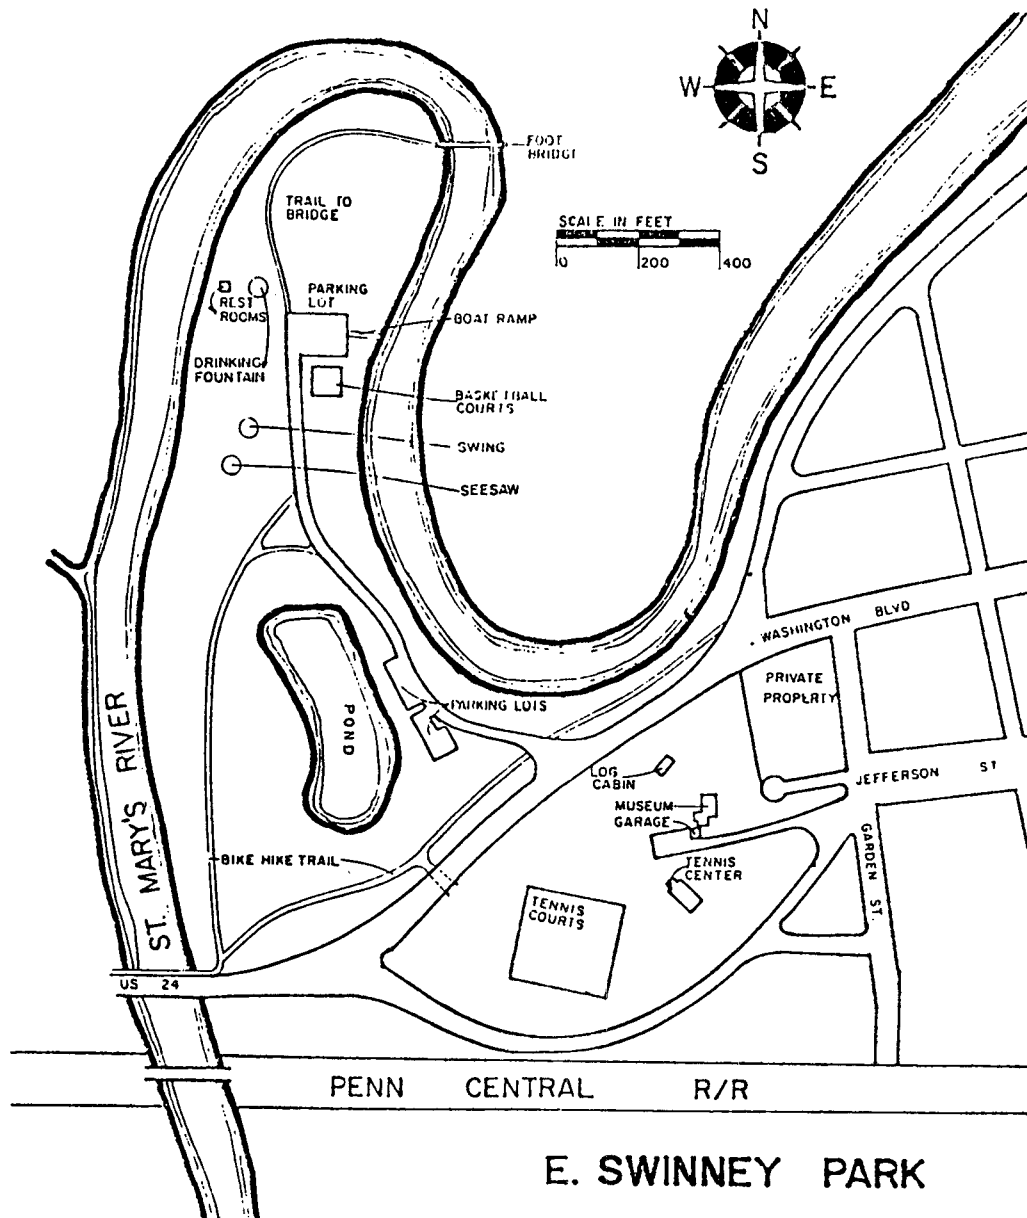 N
W E
S
FOOT
BRIDGE
TRAIL TO
BRIDGE
SCALE IN FEET
0 200 400
REST
ROOMS
PARKING
LOT
BOAT RAMP
DRINKING
FOUNTAIN
BASKETBALL
COURTS
SWING
SEESAW
WASHINGTON BLVD
PRIVATE
PROPERTY
PARKING LOTS
POND
ST. MARY'S RIVER
LOG
CABIN
JEFFERSON ST
MUSEUM
GARAGE
BIKE HIKE TRAIL
TENNIS
CENTER
GARDEN ST.
TENNIS
COURTS
US 24
PENN CENTRAL R/R
E. SWINNEY PARK